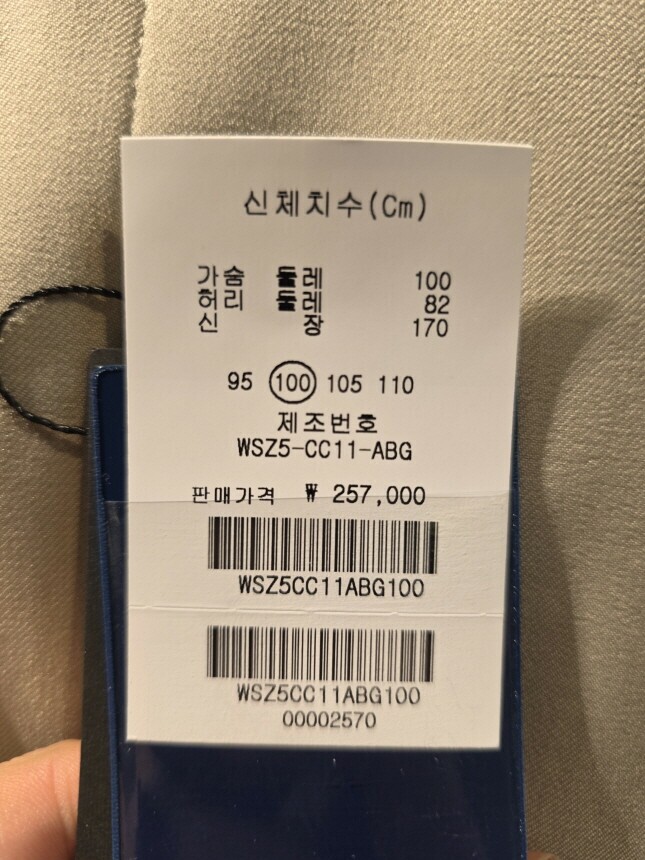 신체치수(Cm)
가슴 둘레 100
허리 둘레 82
신 장 170
95 100 105 110
제조번호
WSZ5-CC11-ABG
판매가격 ₩ 257,000
WSZ5CC11ABG100
WSZ5CC11ABG100
00002570